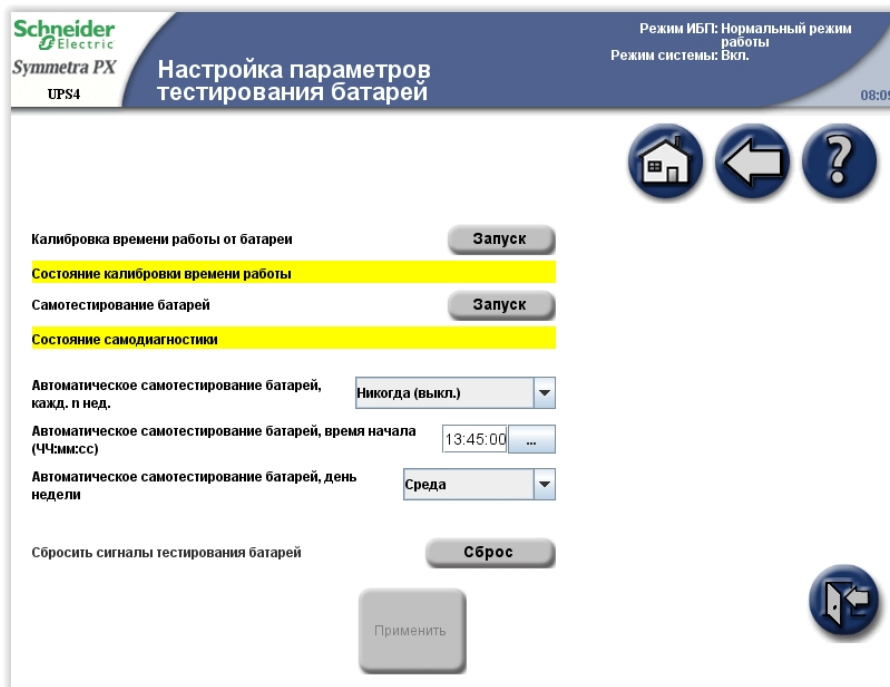 Schneider
Electric
Symmetra PX
UPS4
Настройка параметров
тестирования батарей
Режим ИБП: Нормальный режим
работы
Режим системы: Вкл.
08:09
?
Калибровка времени работы от батареи
Запуск
Состояние калибровки времени работы
Самотестирование батарей
Запуск
Состояние самодиагностики
Автоматическое самотестирование батарей,
кажд. n нед.
Никогда (выкл.)
Автоматическое самотестирование батарей, время начала
(ЧЧ:мм:сс)
13:45:00
...
Автоматическое самотестирование батарей, день
недели
Среда
Сбросить сигналы тестирования батарей
Сброс
Применить